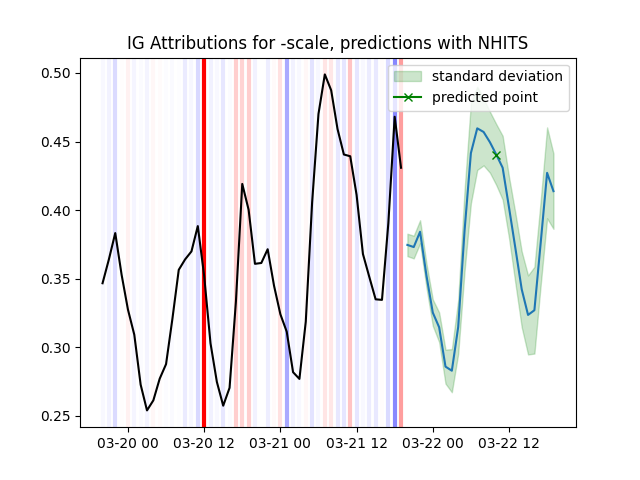 IG Attributions for -scale, predictions with NHITS
standard deviation
predicted point
0.50
0.45
0.40
0.35
0.30
0.25
03-20 00 03-20 12 03-21 00 03-21 12 03-22 00 03-22 12